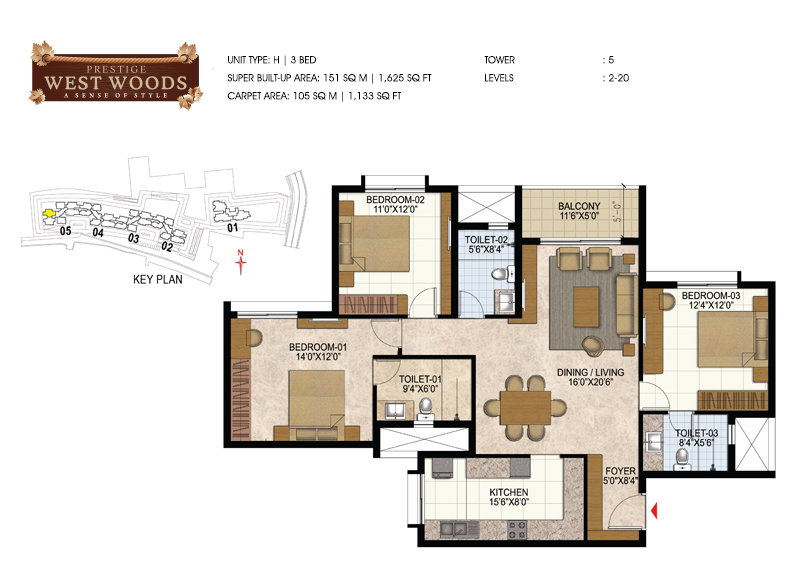 PRESTIGE
WEST WOODS
A SENSE OF STYLE
UNIT TYPE: H | 3 BED
SUPER BUILT-UP AREA: 151 SQ M | 1,625 SQ FT
CARPET AREA: 105 SQ M | 1,133 SQ FT
TOWER : 5
LEVELS : 2-20
05
04
03
02
01
N
KEY PLAN
BEDROOM-02
11'0"X12'0"
BALCONY
11'6"X5'0"
5'-0"
TOILET-02
5'6"X8'4"
BEDROOM-03
12'4"X12'0"
BEDROOM-01
14'0"X12'0"
TOILET-01
9'4"X6'0"
DINING / LIVING
16'0"X20'6"
TOILET-03
8'4"X5'6"
FOYER
5'0"X8'4"
KITCHEN
15'6"X8'0"